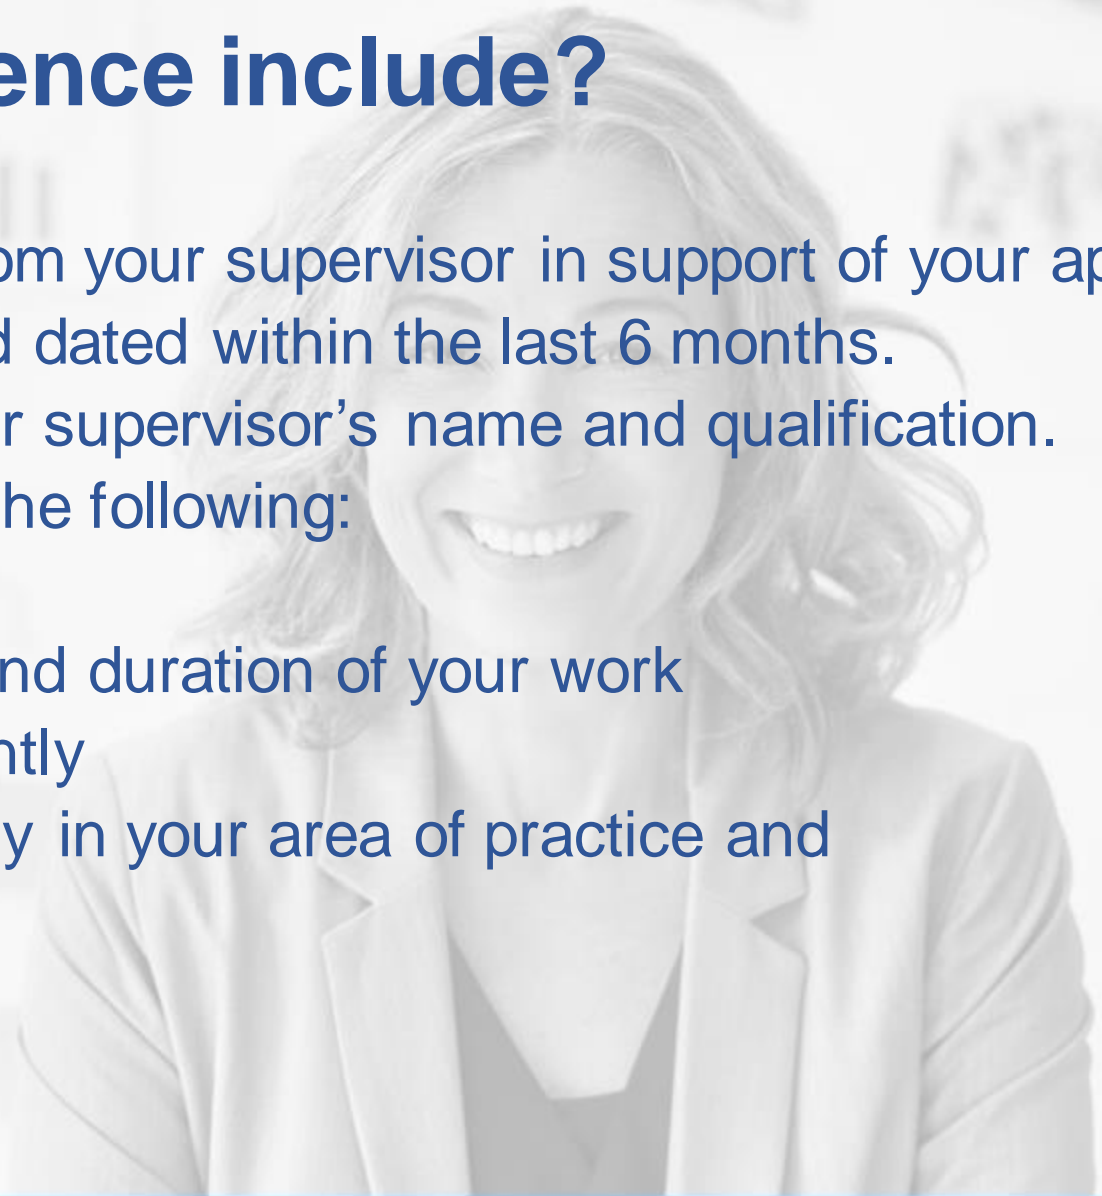 ence include?
om your supervisor in support of your ap
d dated within the last 6 months.
r supervisor’s name and qualification.
he following:
nd duration of your work
ntly
y in your area of practice and